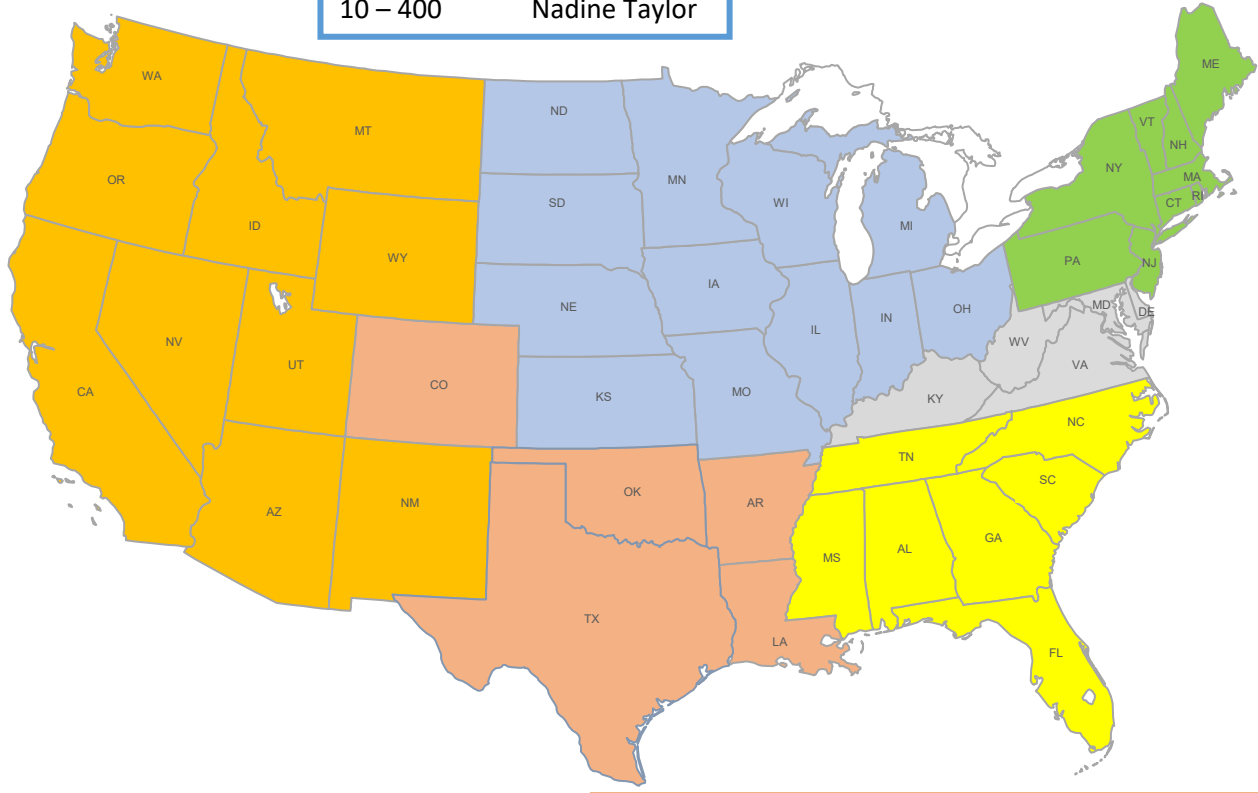 10 – 400 Nadine Taylor
WA
MT
ND
ME
OR
ID
SD
MN
WI
MI
NY
VT
NH
MA
CT
RI
WY
NE
IA
PA
NJ
NV
UT
CO
KS
MO
IL
IN
OH
MD
DE
WV
VA
KY
CA
AZ
NM
OK
AR
TN
NC
SC
MS
AL
GA
TX
LA
FL